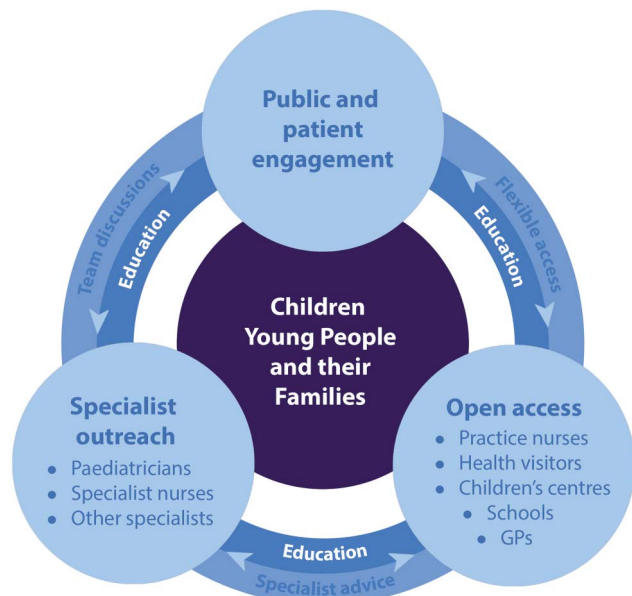 Public and
patient
engagement
Team discussions
Education
Flexible access
Education
Children
Young People
and their
Families
Specialist
outreach
• Paediatricians
• Specialist nurses
• Other specialists
Open access
• Practice nurses
• Health visitors
• Children's centres
• Schools
• GPs
Education
Specialist advice